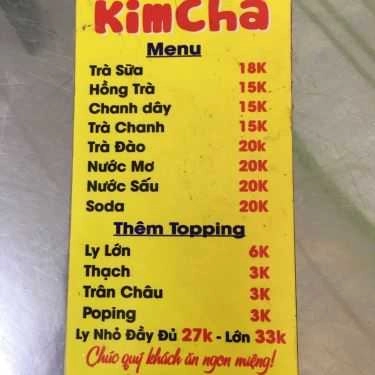 KimCha
Menu
Trà Sữa 18K
Hồng Trà 15K
Chanh dây 15K
Trà Chanh 15K
Trà Đào 20k
Nước Mơ 20K
Nước Sấu 20K
Soda 20K
Thêm Topping
Ly Lớn 6K
Thạch 3K
Trân Châu 3K
Poping 3K
Ly Nhỏ Đầy Đủ 27k - Lớn 33k
Chúc quý khách ăn ngon miệng!